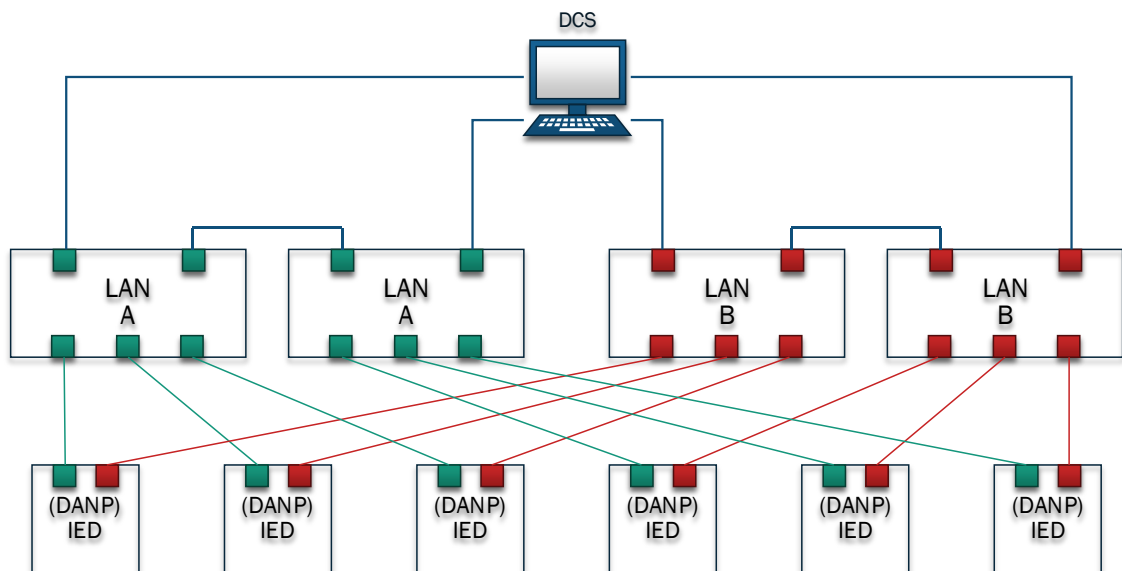 DCS
LAN
A
LAN
A
LAN
B
LAN
B
(DANP)
IED
(DANP)
IED
(DANP)
IED
(DANP)
IED
(DANP)
IED
(DANP)
IED